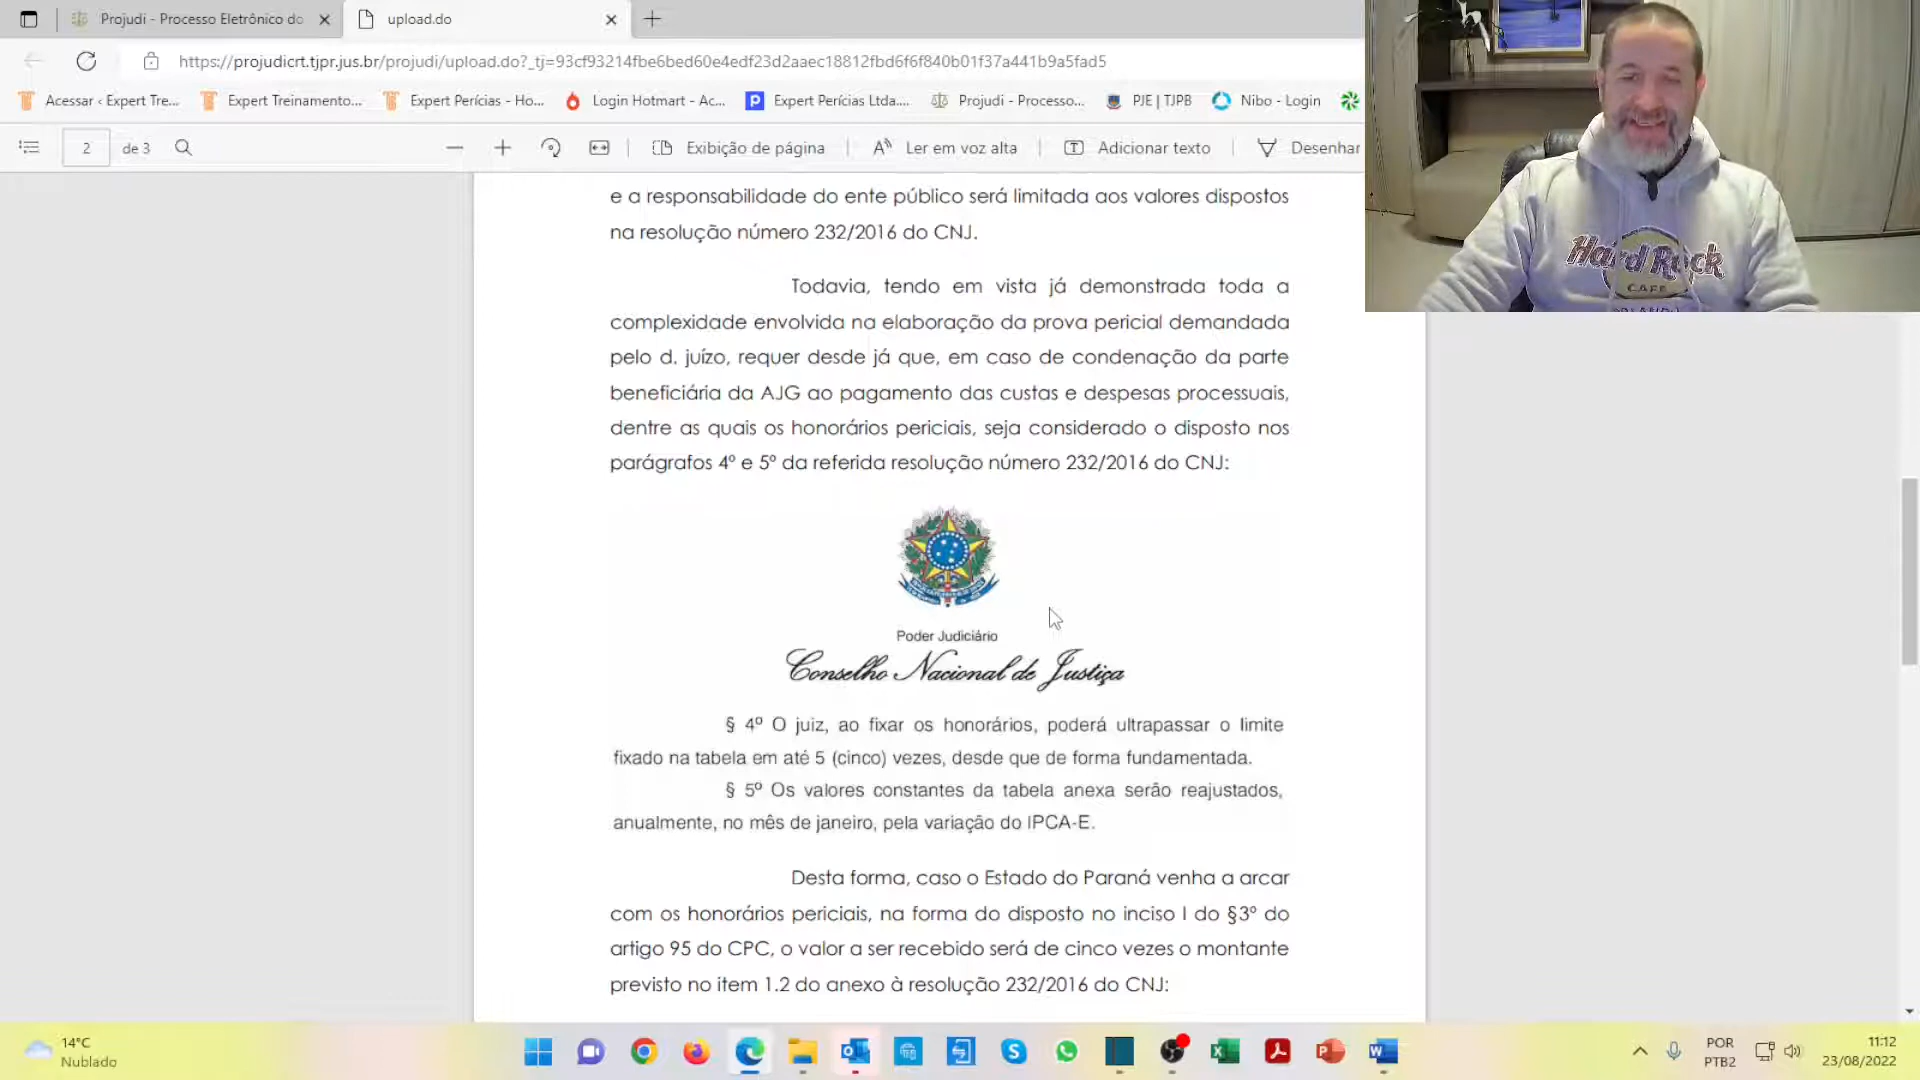 Projudi - Processo Eletrônico do
upload.do
https://projudicrt.tjpr.jus.br/projudi/upload.do?_tj=93cf93214fbe6bed60e4edf23d2aaec18812fbd6f6f840b01f37a441b9a5fad5
Acessar ‹ Expert Tre...
Expert Treinamento...
Expert Perícias - Ho...
Login Hotmart - Ac...
Expert Perícias Ltda....
Projudi - Processo...
PJE | TJPB
Nibo - Login
2 de 3
Exibição de página
Ler em voz alta
Adicionar texto
Desenhar
Hard Rock
CAFE
e a responsabilidade do ente público será limitada aos valores dispostos
na resolução número 232/2016 do CNJ.
Todavia, tendo em vista já demonstrada toda a
complexidade envolvida na elaboração da prova pericial demandada
pelo d. juízo, requer desde já que, em caso de condenação da parte
beneficiária da AJG ao pagamento das custas e despesas processuais,
dentre as quais os honorários periciais, seja considerado o disposto nos
parágrafos 4º e 5º da referida resolução número 232/2016 do CNJ:
Poder Judiciário
Conselho Nacional de Justiça
§ 4º O juiz, ao fixar os honorários, poderá ultrapassar o limite
fixado na tabela em até 5 (cinco) vezes, desde que de forma fundamentada.
§ 5º Os valores constantes da tabela anexa serão reajustados,
anualmente, no mês de janeiro, pela variação do IPCA-E.
Desta forma, caso o Estado do Paraná venha a arcar
com os honorários periciais, na forma do disposto no inciso I do §3º do
artigo 95 do CPC, o valor a ser recebido será de cinco vezes o montante
previsto no item 1.2 do anexo à resolução 232/2016 do CNJ:
14°C
Nublado
POR
PTB2
11:12
23/08/2022